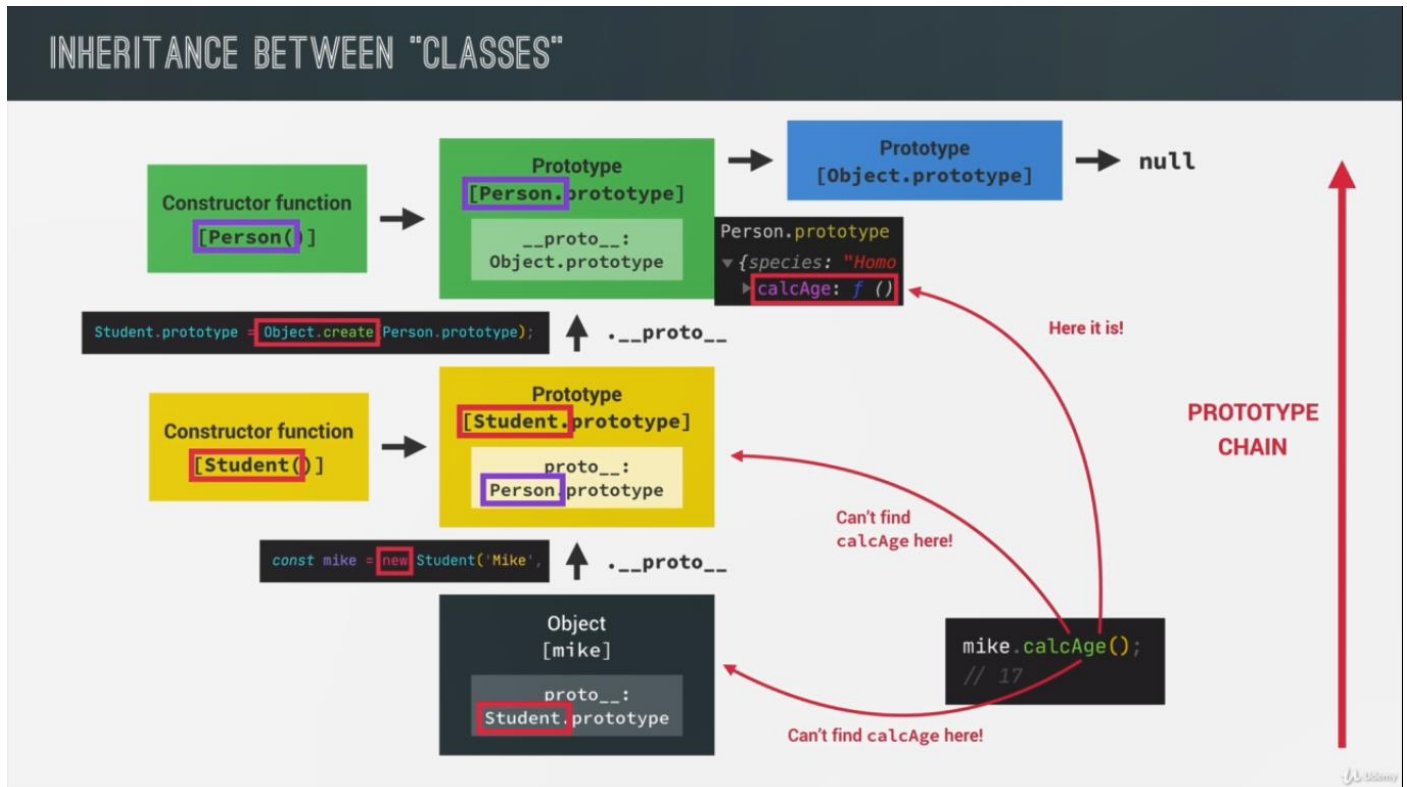 INHERITANCE BETWEEN "CLASSES"
Constructor function
[Person()]
Prototype
[Person.prototype]
__proto__:
Object.prototype
Prototype
[Object.prototype]
null
Person.prototype
▼{species: "Homo
▶calcAge: ƒ ()
Here it is!
Student.prototype = Object.create(Person.prototype);
.__proto__
Constructor function
[Student()]
Prototype
[Student.prototype]
proto__:
Person.prototype
PROTOTYPE
CHAIN
Can't find
calcAge here!
const mike = new Student('Mike',
.__proto__
Object
[mike]
proto__:
Student.prototype
mike.calcAge();
// 17
Can't find calcAge here!
Udemy